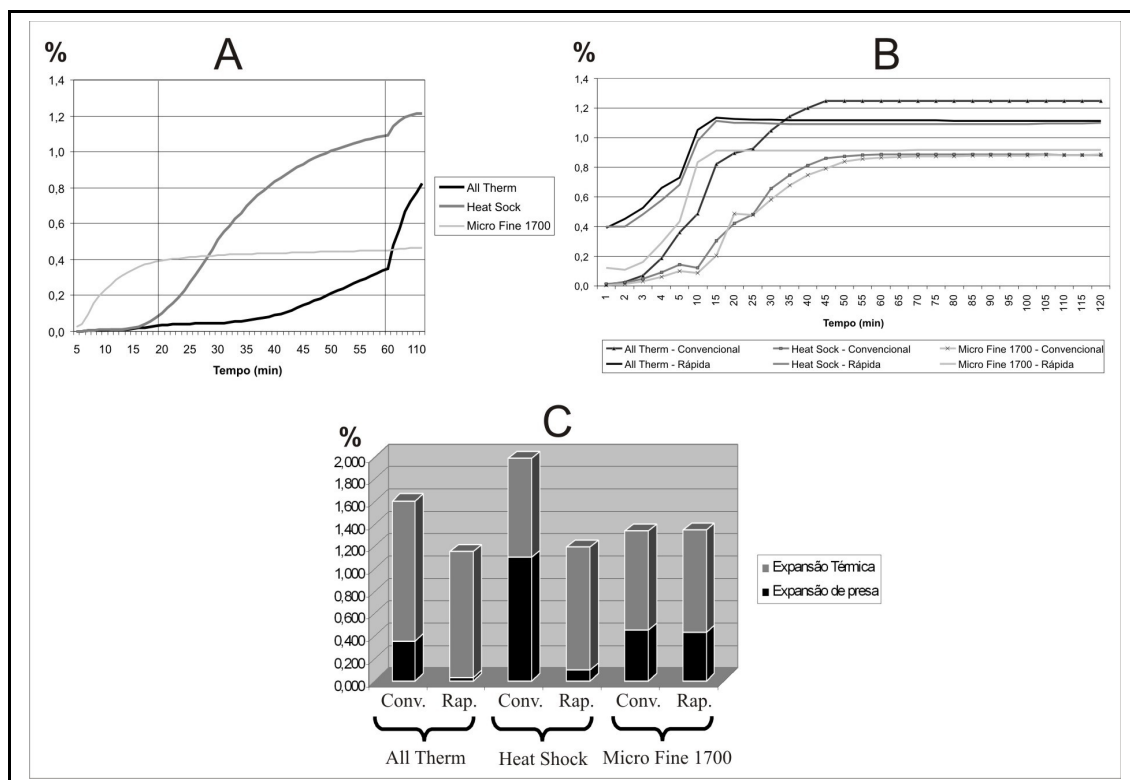 A
%
1,4
1,2
1,0
0,8
0,6
0,4
0,2
0,0
5 10 15 20 25 30 35 40 45 50 55 60 110
Tempo (min)
All Therm
Heat Sock
Micro Fine 1700
B
%
1,4
1,2
1,0
0,8
0,6
0,4
0,2
0,0
1 2 3 4 5 10 15 20 25 30 35 40 45 50 55 60 65 70 75 80 85 90 95 100 105 110 115 120
Tempo (min)
All Therm - Convencional Heat Sock - Convencional Micro Fine 1700 - Convencional
All Therm - Rápida Heat Sock - Rápida Micro Fine 1700 - Rápida
C
%
2,000
1,800
1,600
1,400
1,200
1,000
0,800
0,600
0,400
0,200
0,000
Expansão Térmica
Expansão de presa
Conv. Rap. Conv. Rap. Conv. Rap.
All Therm Heat Shock Micro Fine 1700